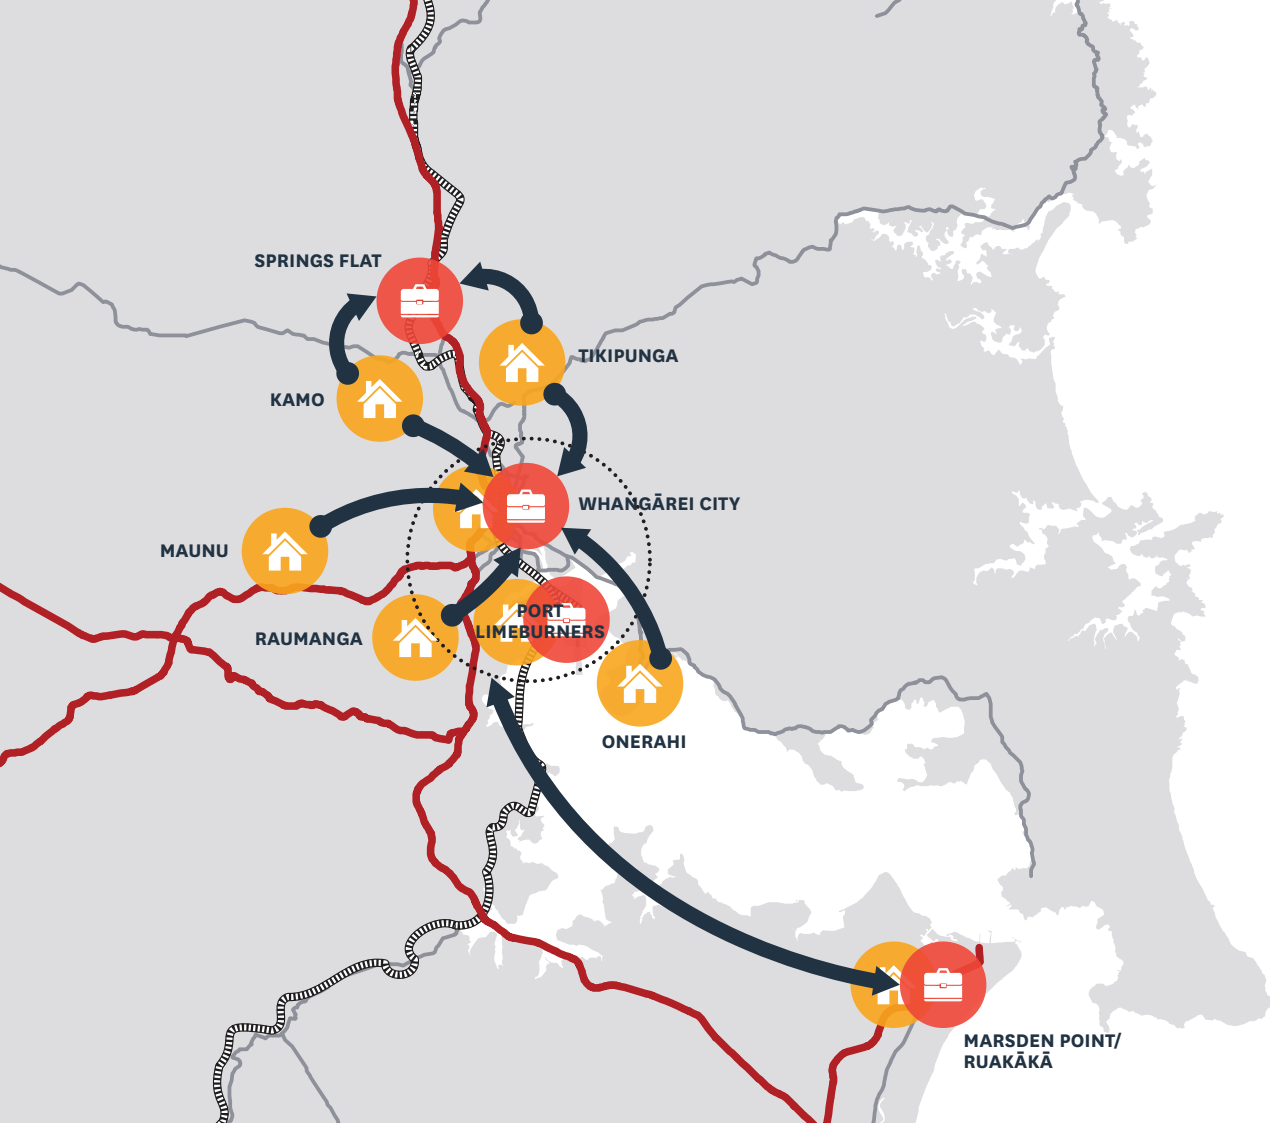 SPRINGS FLAT
TIKIPUNGA
KAMO
WHANGĀREI CITY
MAUNU
PORT
LIMEBURNERS
RAUMANGA
ONERAHI
MARSDEN POINT/
RUAKĀKĀ